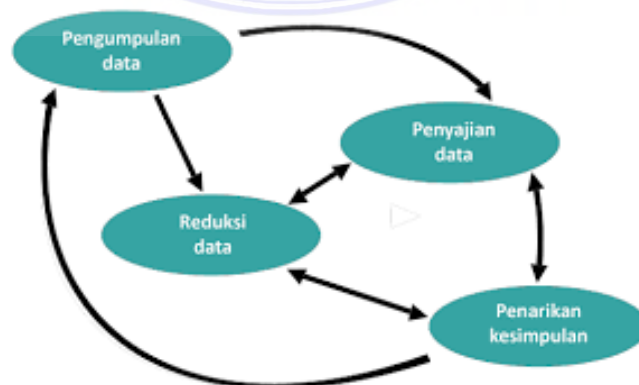 Pengumpulan
data
Penyajian
data
Reduksi
data
Penarikan
kesimpulan